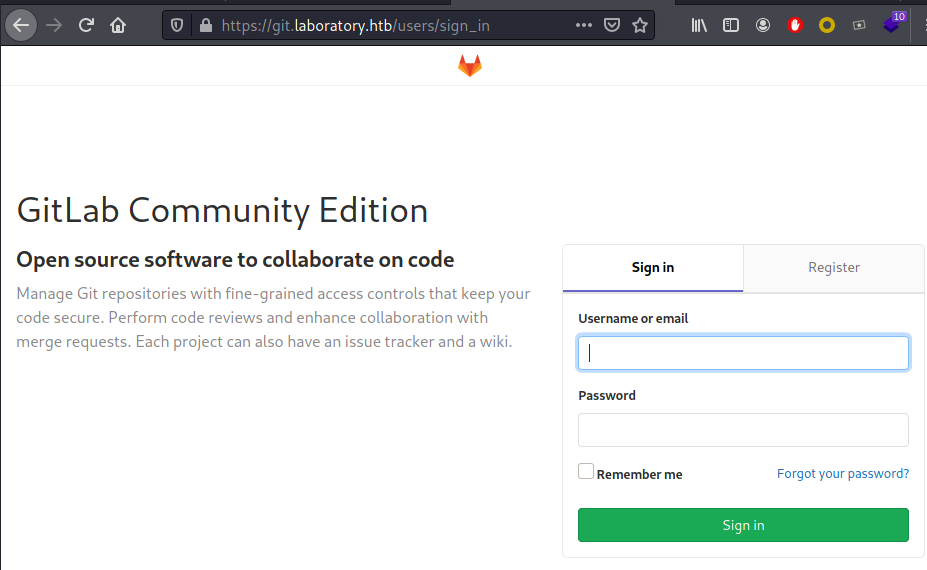 https://git.laboratory.htb/users/sign_in
10
GitLab Community Edition
Open source software to collaborate on code
Manage Git repositories with fine-grained access controls that keep your
code secure. Perform code reviews and enhance collaboration with
merge requests. Each project can also have an issue tracker and a wiki.
Sign in
Register
Username or email
Password
Remember me
Forgot your password?
Sign in